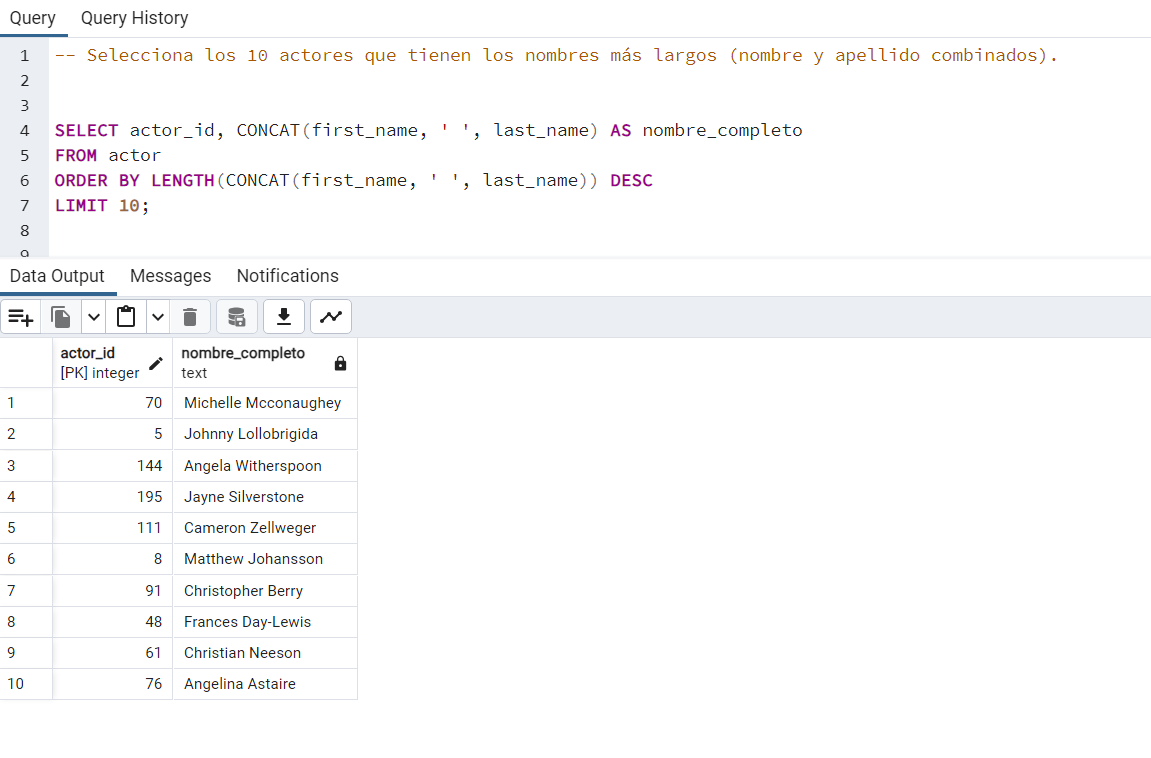 Query Query History
1 -- Selecciona los 10 actores que tienen los nombres más largos (nombre y apellido combinados).
2
3
4 SELECT actor_id, CONCAT(first_name, ' ', last_name) AS nombre_completo
5 FROM actor
6 ORDER BY LENGTH(CONCAT(first_name, ' ', last_name)) DESC
7 LIMIT 10;
8
9
Data Output Messages Notifications
actor_id nombre_completo
[PK] integer text
1 70 Michelle Mcconaughey
2 5 Johnny Lollobrigida
3 144 Angela Witherspoon
4 195 Jayne Silverstone
5 111 Cameron Zellweger
6 8 Matthew Johansson
7 91 Christopher Berry
8 48 Frances Day-Lewis
9 61 Christian Neeson
10 76 Angelina Astaire